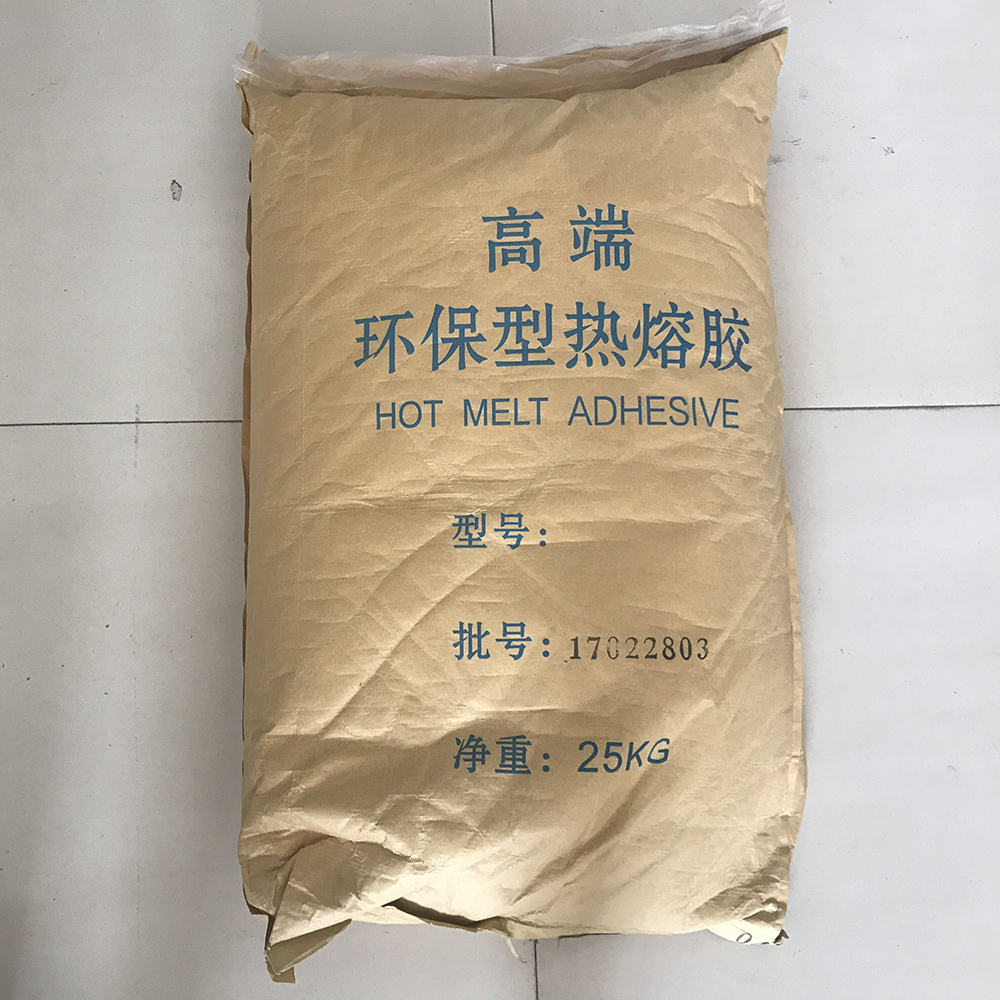 高端
环保型热熔胶
HOT MELT ADHESIVE
型号：
批号：17022803
净重：25KG